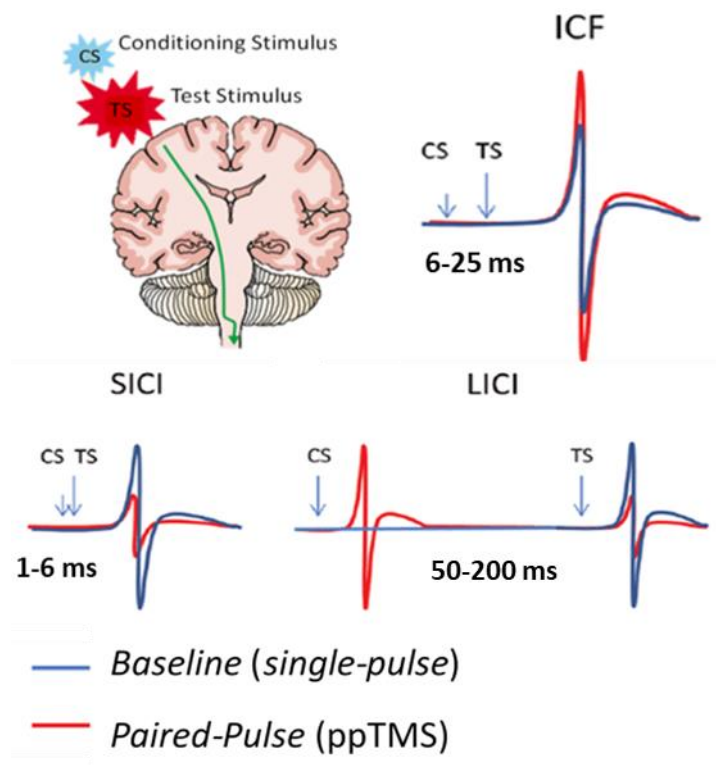 CS Conditioning Stimulus
TS Test Stimulus
ICF
CS TS
6-25 ms
SICI
CS TS
1-6 ms
LICI
CS TS
50-200 ms
Baseline (single-pulse)
Paired-Pulse (ppTMS)